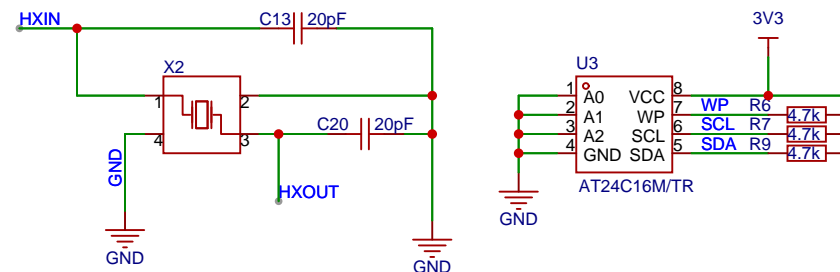 HXIN
C13 20pF
X2
1
2
4
3
C20 20pF
GND
HXOUT
GND
GND
3V3
U3
1 A0 VCC 8
2 A1 WP 7 WP R6 4.7k
3 A2 SCL 6 SCL R7 4.7k
4 GND SDA 5 SDA R9 4.7k
AT24C16M/TR
GND